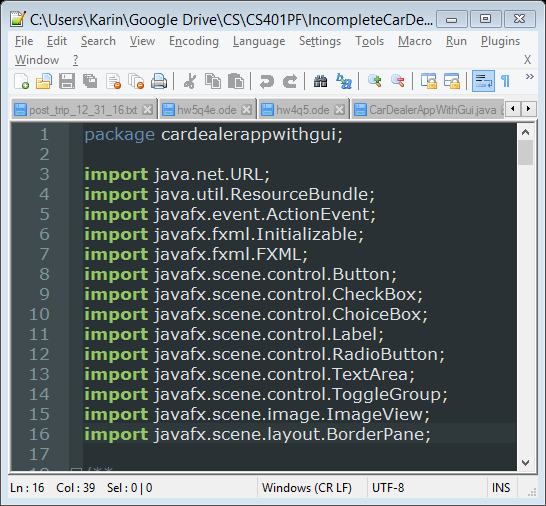 C:\Users\Karin\Google Drive\CS\CS401PF\IncompleteCarDe...
File Edit Search View Encoding Language Settings Tools Macro Run Plugins
Window ? X
post_trip_12_31_16.txt hw5q4e.ode hw4q5.ode CarDealerAppWithGui.java
1 package cardealerappwithgui;
2
3 import java.net.URL;
4 import java.util.ResourceBundle;
5 import javafx.event.ActionEvent;
6 import javafx.fxml.Initializable;
7 import javafx.fxml.FXML;
8 import javafx.scene.control.Button;
9 import javafx.scene.control.CheckBox;
10 import javafx.scene.control.ChoiceBox;
11 import javafx.scene.control.Label;
12 import javafx.scene.control.RadioButton;
13 import javafx.scene.control.TextArea;
14 import javafx.scene.control.ToggleGroup;
15 import javafx.scene.image.ImageView;
16 import javafx.scene.layout.BorderPane;
17
/**
Ln : 16 Col : 39 Sel : 0 | 0 Windows (CR LF) UTF-8 INS